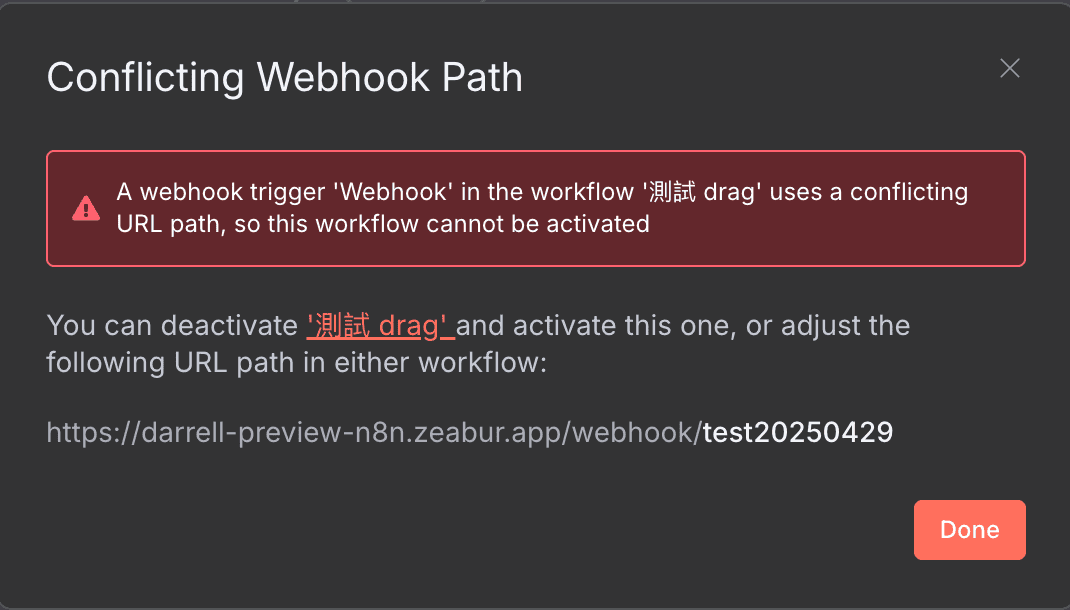 Conflicting Webhook Path
A webhook trigger 'Webhook' in the workflow '測試 drag' uses a conflicting
URL path, so this workflow cannot be activated
You can deactivate '測試 drag' and activate this one, or adjust the
following URL path in either workflow:
https://darrell-preview-n8n.zeabur.app/webhook/test20250429
Done